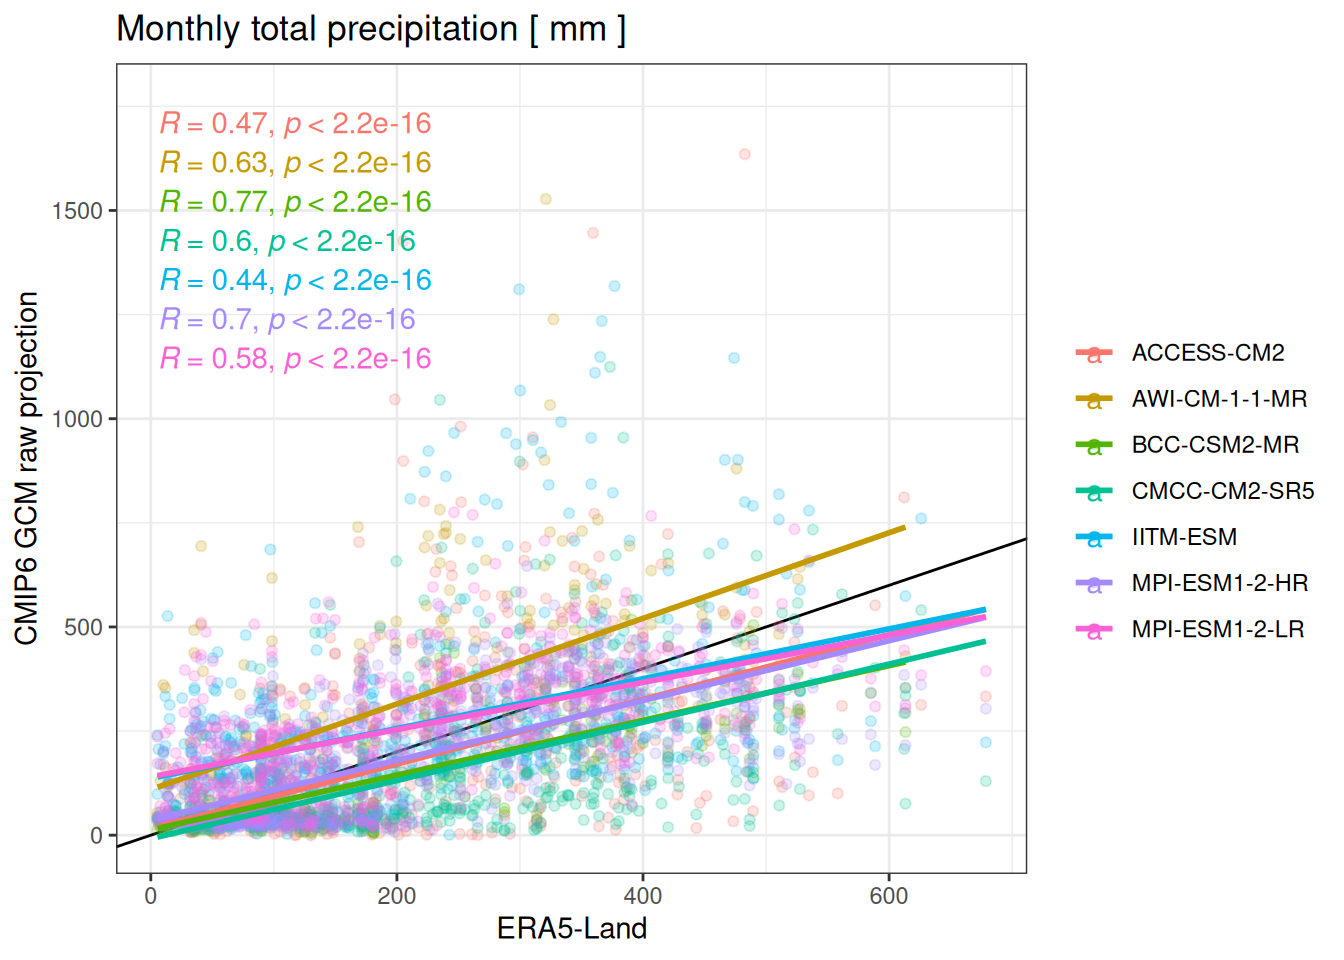 Monthly total precipitation [ mm ]
R = 0.47, p < 2.2e-16
R = 0.63, p < 2.2e-16
R = 0.77, p < 2.2e-16
R = 0.6, p < 2.2e-16
R = 0.44, p < 2.2e-16
R = 0.7, p < 2.2e-16
R = 0.58, p < 2.2e-16
1500
1000
500
0
CMIP6 GCM raw projection
0 200 400 600
ERA5-Land
a ACCESS-CM2
a AWI-CM-1-1-MR
a BCC-CSM2-MR
a CMCC-CM2-SR5
a IITM-ESM
a MPI-ESM1-2-HR
a MPI-ESM1-2-LR